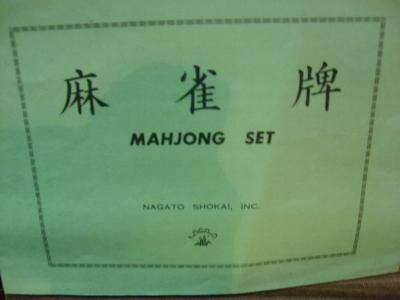 麻雀牌
MAHJONG SET
NAGATO SHOKAI, INC.